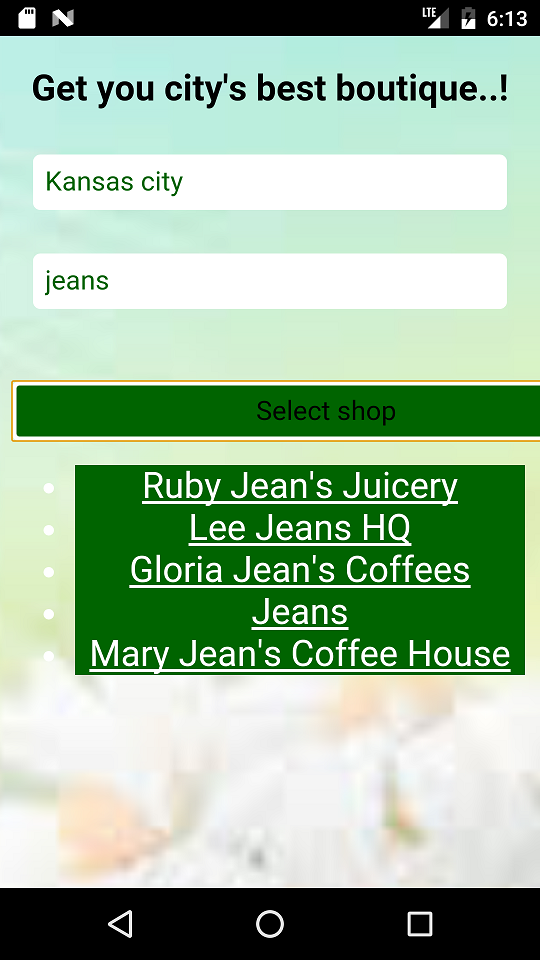 LTE 6:13
Get you city's best boutique..!
Kansas city
jeans
Select shop
Ruby Jean's Juicery
Lee Jeans HQ
Gloria Jean's Coffees
Jeans
Mary Jean's Coffee House